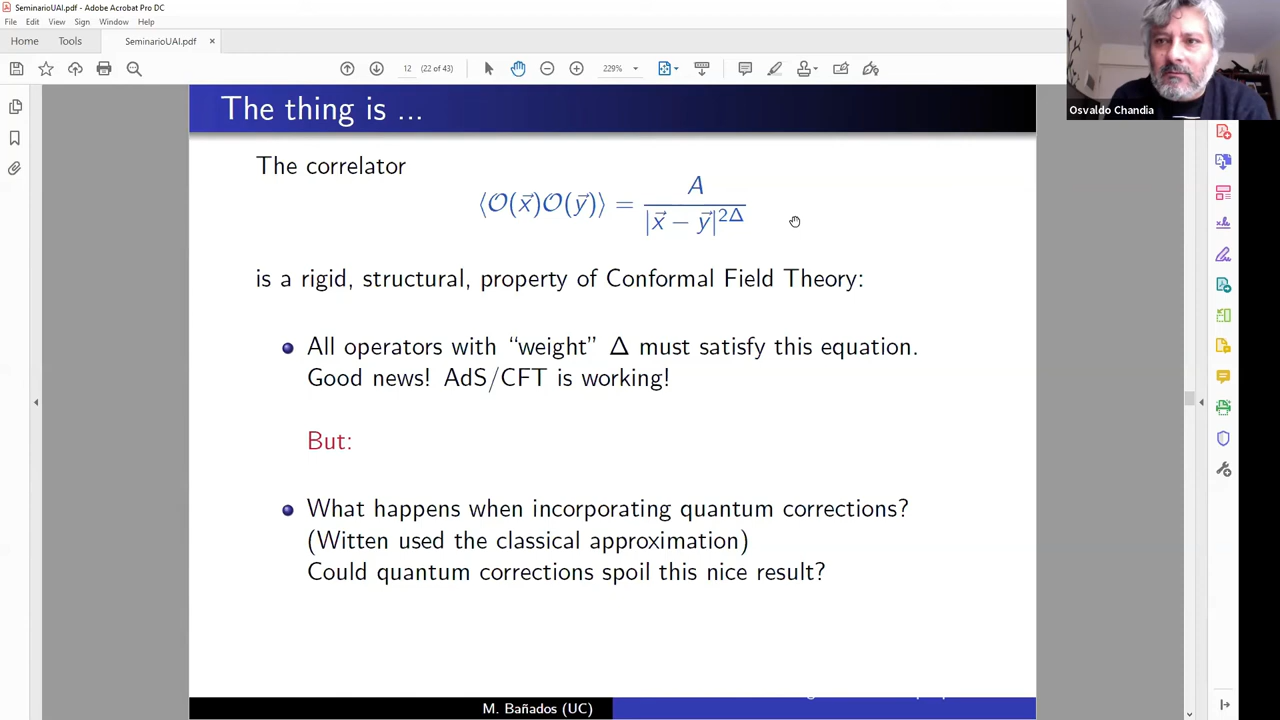 SeminarioUAI.pdf - Adobe Acrobat Pro DC
File Edit View Sign Window Help
Home Tools SeminarioUAI.pdf ×
12 (22 of 43) 229%
The thing is ...
Osvaldo Chandia
The correlator
⟨O(x⃗)O(y⃗)⟩ = A / |x⃗ − y⃗|^{2Δ}
is a rigid, structural, property of Conformal Field Theory:
All operators with “weight” Δ must satisfy this equation.
Good news! AdS/CFT is working!
But:
What happens when incorporating quantum corrections?
(Witten used the classical approximation)
Could quantum corrections spoil this nice result?
M. Bañados (UC)